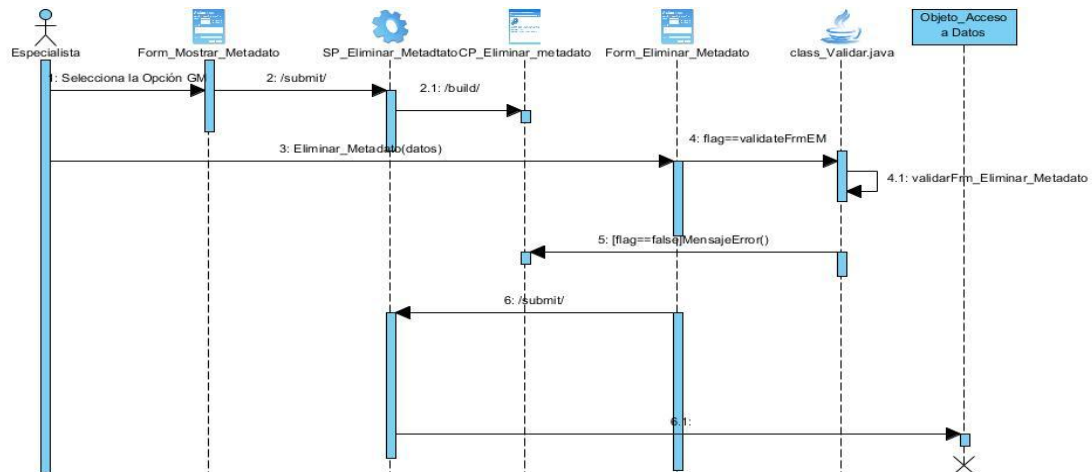 Objeto_Acceso
a Datos
Especialista
Form_Mostrar_Metadato
SP_Eliminar_Metadtato
CP_Eliminar_metadato
Form_Eliminar_Metadato
class_Validar.java
1: Selecciona la Opción GM
2: /submit/
2.1: /build/
3: Eliminar_Metadato(datos)
4: flag==validateFrmEM
4.1: validarFrm_Eliminar_Metadato
5: [flag==false]MensajeError()
6: /submit/
6.1: